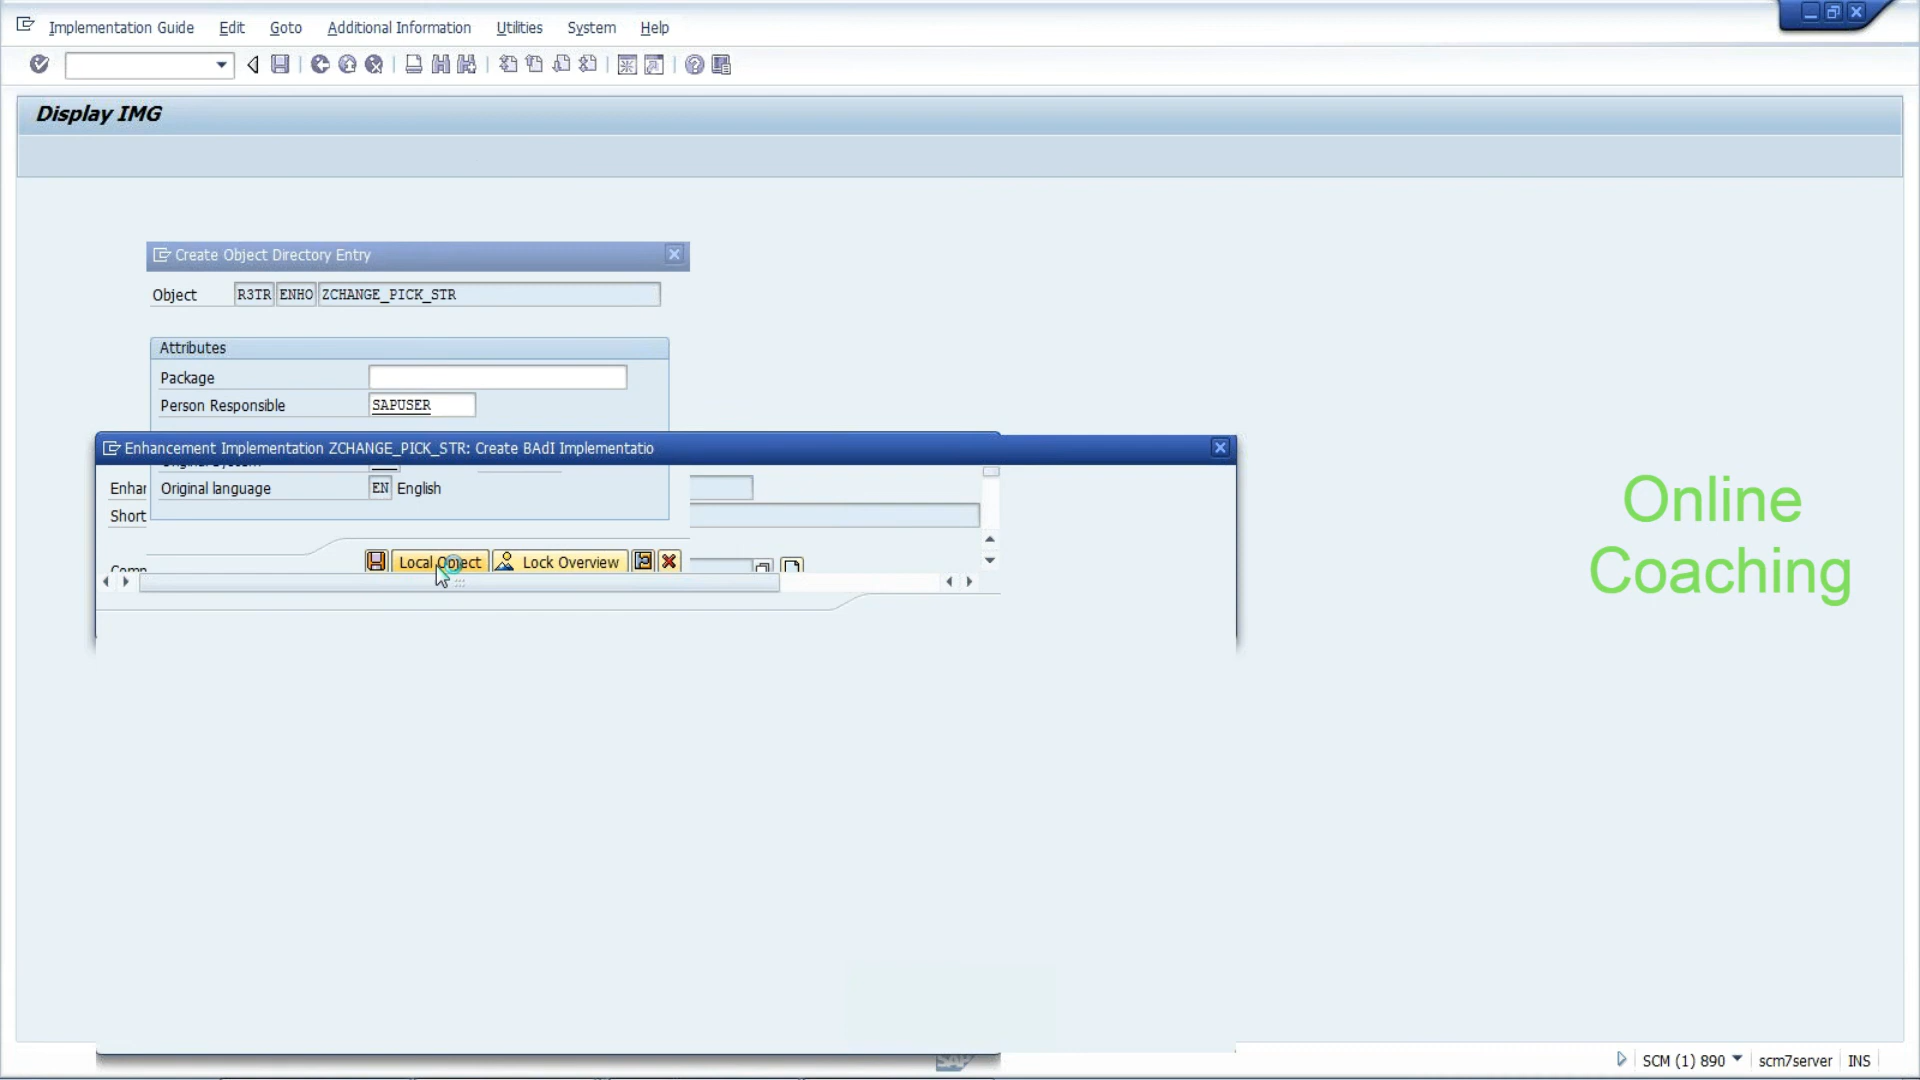 Implementation Guide Edit Goto Additional Information Utilities System Help
Display IMG
Create Object Directory Entry
Object R3TR ENHO ZCHANGE_PICK_STR
Attributes
Package
Person Responsible SAPUSER
Enhancement Implementation ZCHANGE_PICK_STR: Create BAdI Implementatio
Enhar Original language EN English
Short
Local Object Lock Overview
Online
Coaching
SAP
SCM (1) 890 scm7server INS